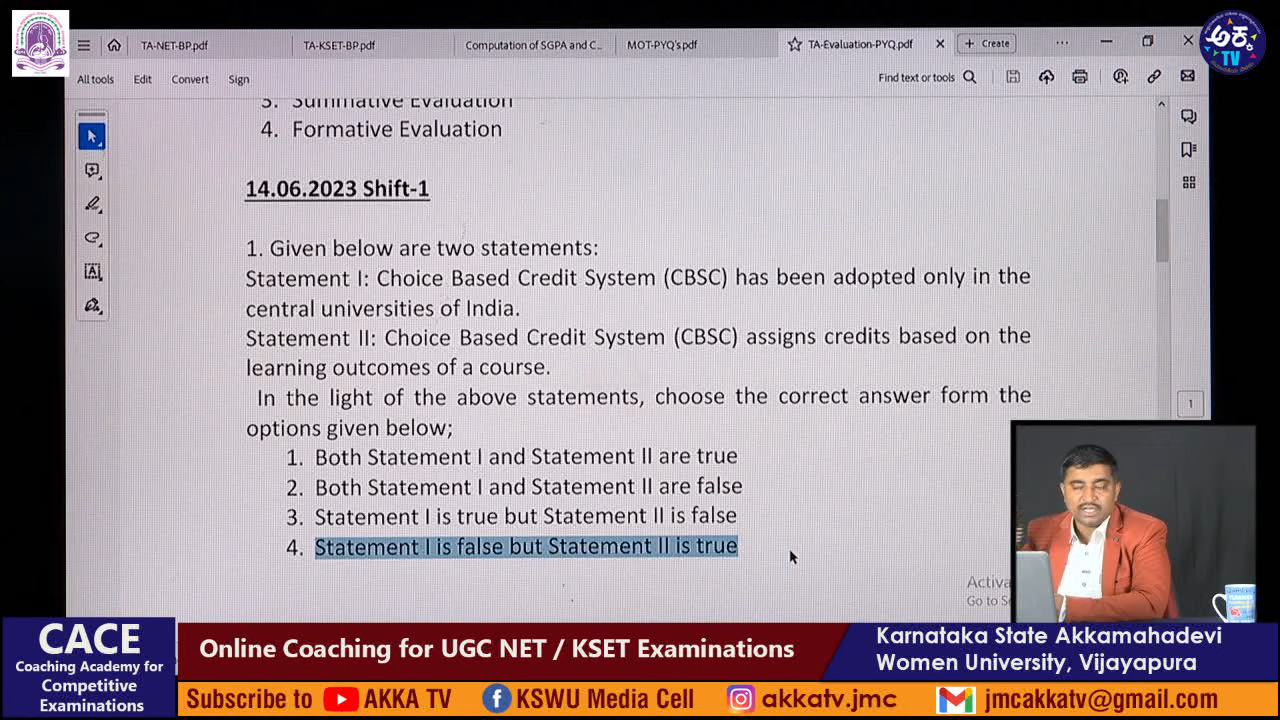 TA-NET-BP.pdf
TA-KSET-BP.pdf
Computation of SGPA and C...
MOT-PYQ's.pdf
TA-Evaluation-PYQ.pdf
Create
ಅಕ್ಕ
TV
All tools
Edit
Convert
Sign
Find text or tools
3. Summative Evaluation
4. Formative Evaluation
14.06.2023 Shift-1
1. Given below are two statements:
Statement I: Choice Based Credit System (CBSC) has been adopted only in the
central universities of India.
Statement II: Choice Based Credit System (CBSC) assigns credits based on the
learning outcomes of a course.
In the light of the above statements, choose the correct answer form the
options given below;
1. Both Statement I and Statement II are true
2. Both Statement I and Statement II are false
3. Statement I is true but Statement II is false
4. Statement I is false but Statement II is true
1
Activa
Go to Se
CACE
Coaching Academy for
Competitive
Examinations
Online Coaching for UGC NET / KSET Examinations
Karnataka State Akkamahadevi
Women University, Vijayapura
Subscribe to
AKKA TV
KSWU Media Cell
akkatv.jmc
jmcakkatv@gmail.com